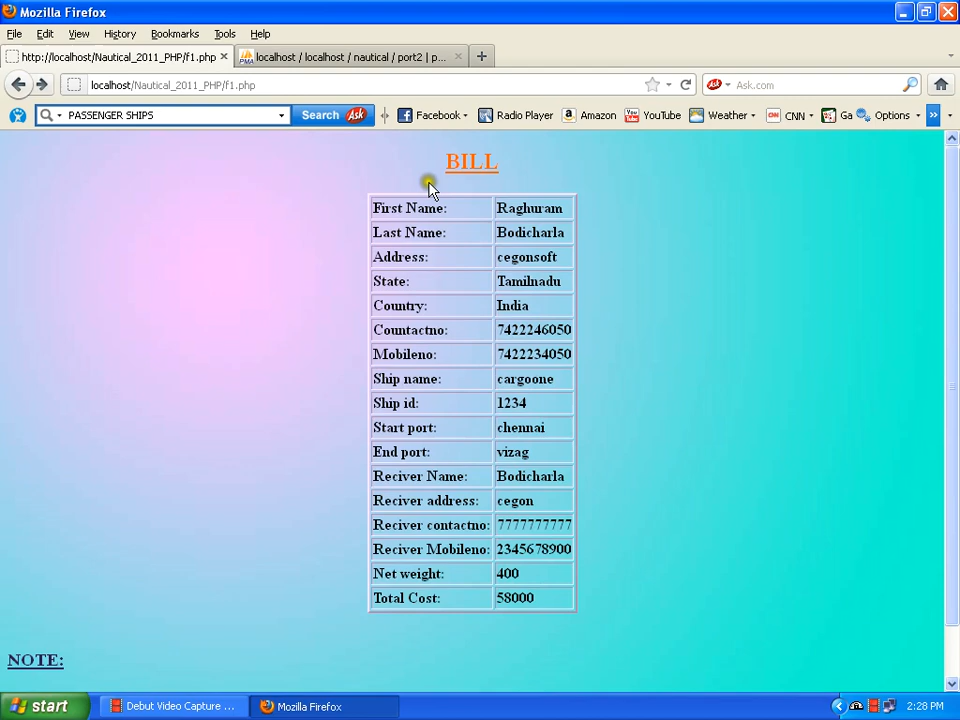 Mozilla Firefox
File Edit View History Bookmarks Tools Help
http://localhost/Nautical_2011_PHP/f1.php
PMA localhost / localhost / nautical / port2 | p...
localhost/Nautical_2011_PHP/f1.php
Ask Ask.com
PASSENGER SHIPS Search Ask Facebook Radio Player Amazon YouTube Weather CNN Ga Options
BILL
First Name: Raghuram
Last Name: Bodicharla
Address: cegonsoft
State: Tamilnadu
Country: India
Countactno: 7422246050
Mobileno: 7422234050
Ship name: cargoone
Ship id: 1234
Start port: chennai
End port: vizag
Reciver Name: Bodicharla
Reciver address: cegon
Reciver contactno: 7777777777
Reciver Mobileno: 2345678900
Net weight: 400
Total Cost: 58000
NOTE:
start Debut Video Capture ... Mozilla Firefox 2:28 PM